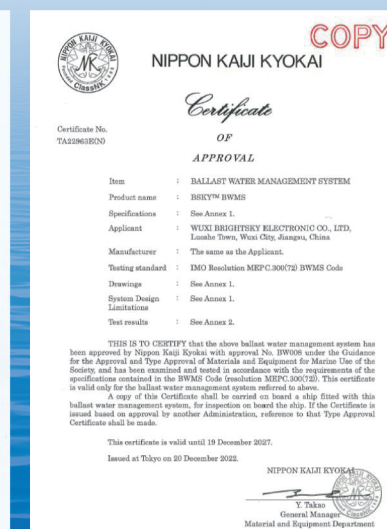 COPY
NIPPON KAIJI KYOKAI
NIPPON KAIJI KYOKAI
NK
ClassNK
Certificate
OF
APPROVAL
Certificate No.
TA22963E(N)
Item : BALLAST WATER MANAGEMENT SYSTEM
Product name : BSKY™ BWMS
Specifications : See Annex 1.
Applicant : WUXI BRIGHTSKY ELECTRONIC CO., LTD,
Luoshe Town, Wuxi City, Jiangsu, China
Manufacturer : The same as the Applicant.
Testing standard : IMO Resolution MEPC.300(72) BWMS Code
Drawings : See Annex 1.
System Design : See Annex 1.
Limitations
Test results : See Annex 2.
THIS IS TO CERTIFY that the above ballast water management system has
been approved by Nippon Kaiji Kyokai with approval No. BW008 under the Guidance
for the Approval and Type Approval of Materials and Equipment for Marine Use of the
Society, and has been examined and tested in accordance with the requirements of the
specifications contained in the BWMS Code (resolution MEPC.300(72)). This certificate
is valid only for the ballast water management system referred to above.
A copy of this Certificate shall be carried on board a ship fitted with this
ballast water management system, for inspection on board the ship. If the Certificate is
issued based on approval by another Administration, reference to that Type Approval
Certificate shall be made.
This certificate is valid until 19 December 2027.
Issued at Tokyo on 20 December 2022.
NIPPON KAIJI KYOKAI
Y. Takao
General Manager
Material and Equipment Department